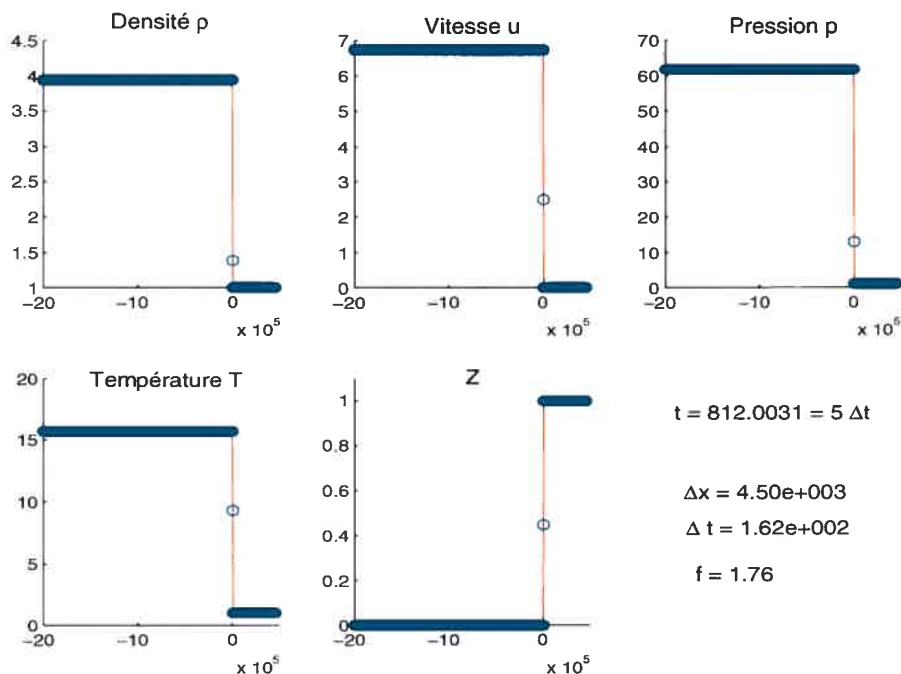 Densité ρ
4.5
4
3.5
3
2.5
2
1.5
1
−20 −10 0
x 10⁵
Vitesse u
7
6
5
4
3
2
1
0
−20 −10 0
x 10⁵
Pression p
70
60
50
40
30
20
10
0
−20 −10 0
x 10⁵
Température T
20
15
10
5
0
−20 −10 0
x 10⁵
Z
1
0.8
0.6
0.4
0.2
0
−20 −10 0
x 10⁵
t = 812.0031 = 5 Δt
Δx = 4.50e+003
Δ t = 1.62e+002
f = 1.76